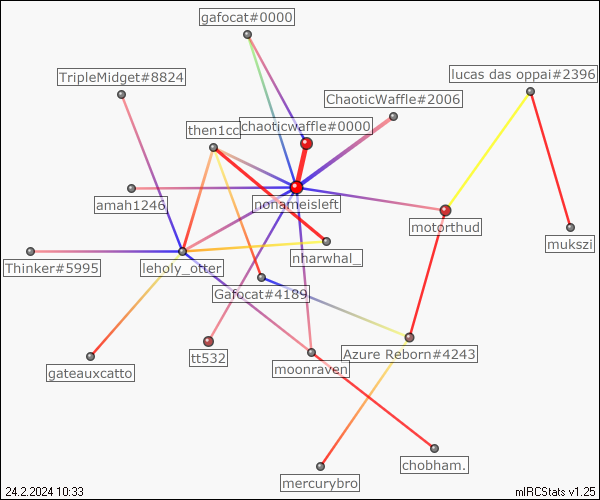 gafocat#0000
lucas das oppai#2396
TripleMidget#8824
ChaoticWaffle#2006
then1cc
chaoticwaffle#0000
amah1246
nonameisleft
motorthud
mukszi
nharwhal_
Thinker#5995
leholy_otter
Gafocat#4189
tt532
Azure Reborn#4243
moonraven
gateauxcatto
chobham.
mercurybro
24.2.2024 10:33
mIRCStats v1.25